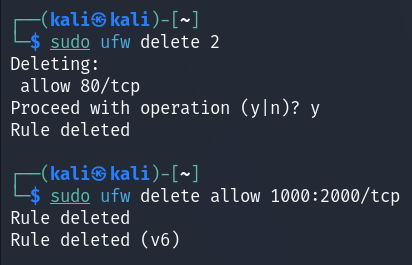 ┌──(kali㉿kali)-[~]
└─$ sudo ufw delete 2
Deleting:
 allow 80/tcp
Proceed with operation (y|n)? y
Rule deleted

┌──(kali㉿kali)-[~]
└─$ sudo ufw delete allow 1000:2000/tcp
Rule deleted
Rule deleted (v6)